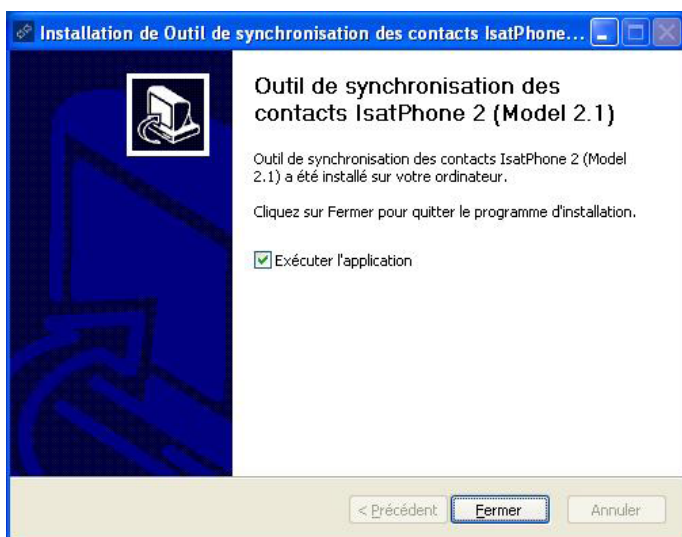 Installation de Outil de synchronisation des contacts IsatPhone...
Outil de synchronisation des
contacts IsatPhone 2 (Model 2.1)
Outil de synchronisation des contacts IsatPhone 2 (Model
2.1) a été installé sur votre ordinateur.
Cliquez sur Fermer pour quitter le programme d'installation.
Exécuter l'application
< Précédent
Fermer
Annuler